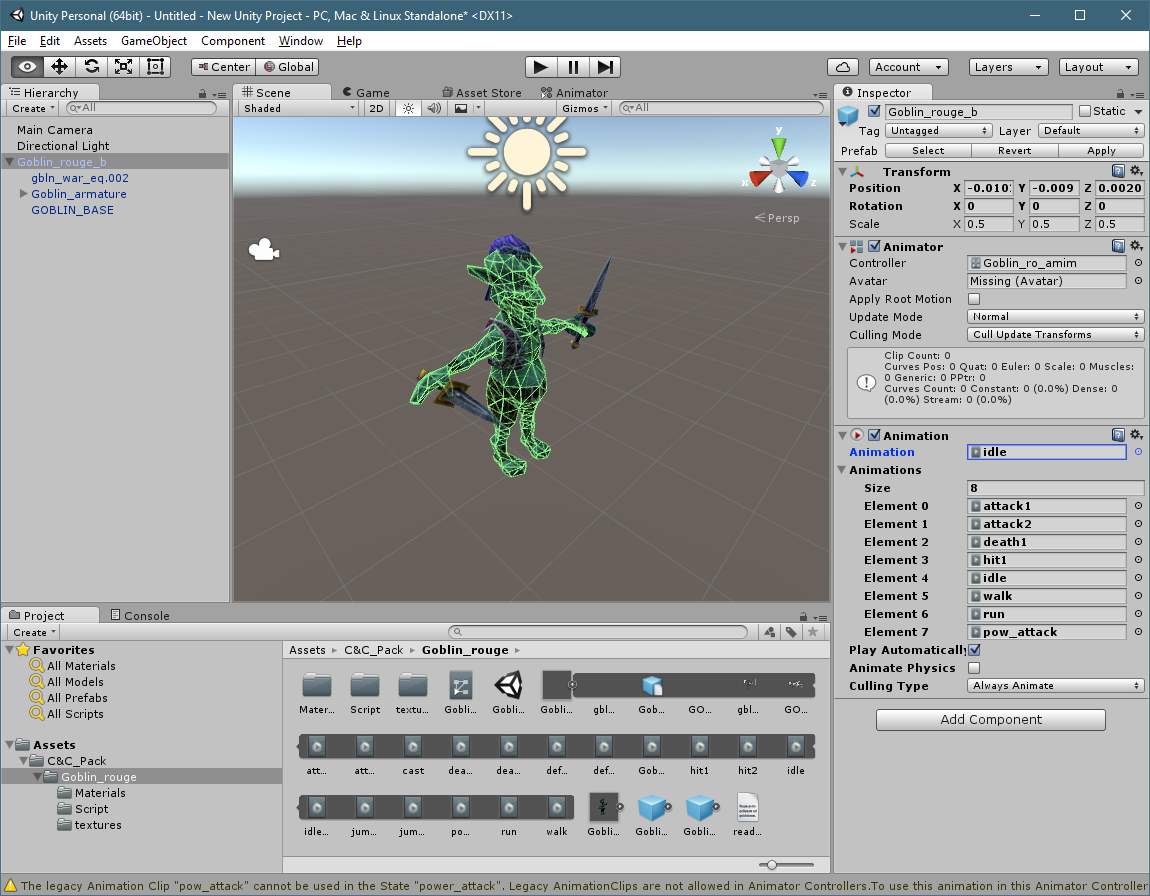 Unity Personal (64bit) - Untitled - New Unity Project - PC, Mac & Linux Standalone* <DX11>
File Edit Assets GameObject Component Window Help
Center Global Account Layers Layout
Hierarchy
Create All
Main Camera
Directional Light
Goblin_rouge_b
gbln_war_eq.002
Goblin_armature
GOBLIN_BASE
Scene Game Asset Store Animator
Shaded 2D Gizmos All
y
x z
Persp
Inspector
Goblin_rouge_b Static
Tag Untagged Layer Default
Prefab Select Revert Apply
Transform
Position X -0.010 Y -0.009 Z 0.0020
Rotation X 0 Y 0 Z 0
Scale X 0.5 Y 0.5 Z 0.5
Animator
Controller Goblin_ro_amim
Avatar Missing (Avatar)
Apply Root Motion
Update Mode Normal
Culling Mode Cull Update Transforms
Clip Count: 0
Curves Pos: 0 Quat: 0 Euler: 0 Scale: 0 Muscles:
0 Generic: 0 PPtr: 0
Curves Count: 0 Constant: 0 (0.0%) Dense: 0
(0.0%) Stream: 0 (0.0%)
Animation
Animation idle
Animations
Size 8
Element 0 attack1
Element 1 attack2
Element 2 death1
Element 3 hit1
Element 4 idle
Element 5 walk
Element 6 run
Element 7 pow_attack
Play Automatically
Animate Physics
Culling Type Always Animate
Add Component
Project Console
Create
Favorites
All Materials
All Models
All Prefabs
All Scripts
Assets
C&C_Pack
Goblin_rouge
Materials
Script
textures
Assets C&C_Pack Goblin_rouge
Mater... Script textu... Gobli... Gobli... Gobli... gbl... Gob... GO... gbl... GO...
att... att... cast dea... dea... def... def... Gob... hit1 hit2 idle
idle... jum... jum... po... run walk Gobli... Gobli... Gobli... read...
The legacy Animation Clip "pow_attack" cannot be used in the State "power_attack". Legacy AnimationClips are not allowed in Animator Controllers.To use this animation in this Animator Controller